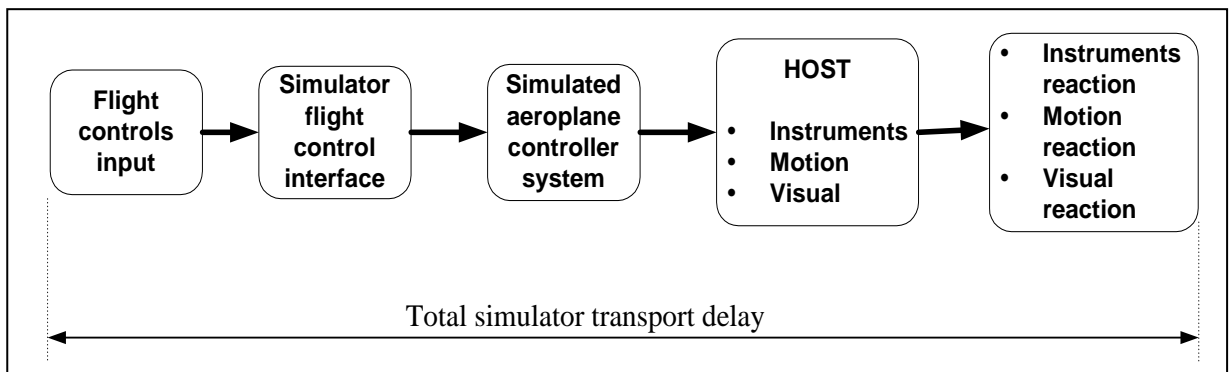 Flight
controls
input
Simulator
flight
control
interface
Simulated
aeroplane
controller
system
HOST
• Instruments
• Motion
• Visual
• Instruments
reaction
• Motion
reaction
• Visual
reaction
Total simulator transport delay